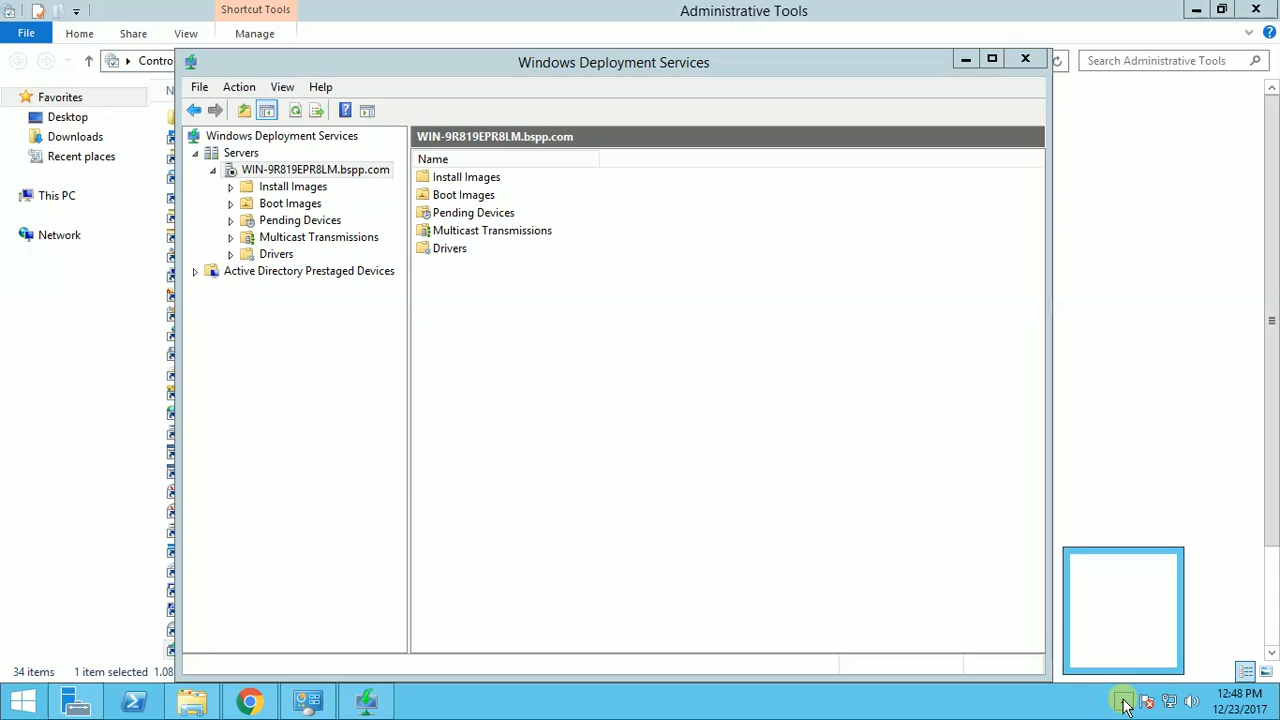 Shortcut Tools
Administrative Tools
File Home Share View Manage
Contro
Search Administrative Tools
Favorites
Desktop
Downloads
Recent places
This PC
Network
Windows Deployment Services
File Action View Help
Windows Deployment Services
Servers
WIN-9R819EPR8LM.bspp.com
Install Images
Boot Images
Pending Devices
Multicast Transmissions
Drivers
Active Directory Prestaged Devices
WIN-9R819EPR8LM.bspp.com
Name
Install Images
Boot Images
Pending Devices
Multicast Transmissions
Drivers
34 items 1 item selected 1.08
12:48 PM
12/23/2017